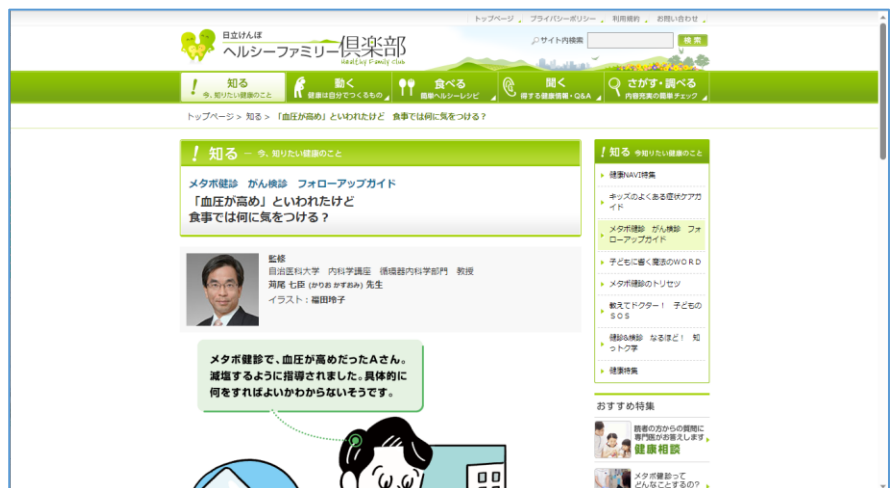 トップページ プライバシーポリシー 利用規約 お問い合わせ
日立けんぽ
ヘルシーファミリー倶楽部
Healthy Family Club
サイト内検索
検索
知る
今、知りたい健康のこと
動く
健康は自分でつくるもの
食べる
簡単ヘルシーレシピ
聞く
得する健康情報・Q&A
さがす・調べる
内容充実の簡単チェック
トップページ > 知る > 「血圧が高め」といわれたけど 食事では何に気をつける？
! 知る － 今、知りたい健康のこと
メタボ健診 がん検診 フォローアップガイド
「血圧が高め」といわれたけど
食事では何に気をつける？
監修
自治医科大学 内科学講座 循環器内科学部門 教授
苅尾 七臣 (かりお かずおみ) 先生
イラスト：福田玲子
メタボ健診で、血圧が高めだったAさん。
減塩するように指導されました。具体的に
何をすればよいかわからないそうです。
! 知る 今知りたい健康のこと
健康NAVI特集
キッズのよくある症状ケアガ
イド
メタボ健診 がん検診 フォ
ローアップガイド
子どもに響く魔法のWORD
メタボ健診のトリセツ
教えてドクター！ 子どもの
SOS
健診&検診 なるほど！ 知
っトク学
健康特集
おすすめ特集
読者の方からの質問に
専門医がお答えします
健康相談
メタボ健診って
どんなことするの？